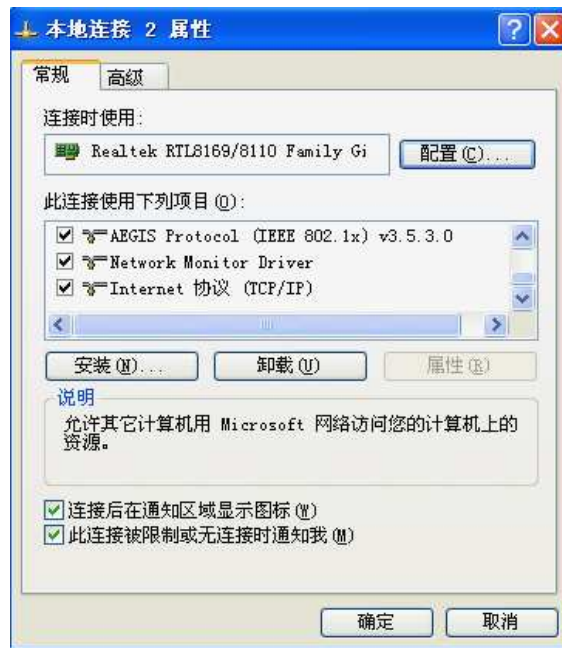 本地连接 2 属性
常规
高级
连接时使用:
Realtek RTL8169/8110 Family Gi
配置(C)...
此连接使用下列项目(O):
AEGIS Protocol (IEEE 802.1x) v3.5.3.0
Network Monitor Driver
Internet 协议 (TCP/IP)
安装(N)...
卸载(U)
属性(R)
说明
允许其它计算机用 Microsoft 网络访问您的计算机上的
资源。
连接后在通知区域显示图标(W)
此连接被限制或无连接时通知我(M)
确定
取消